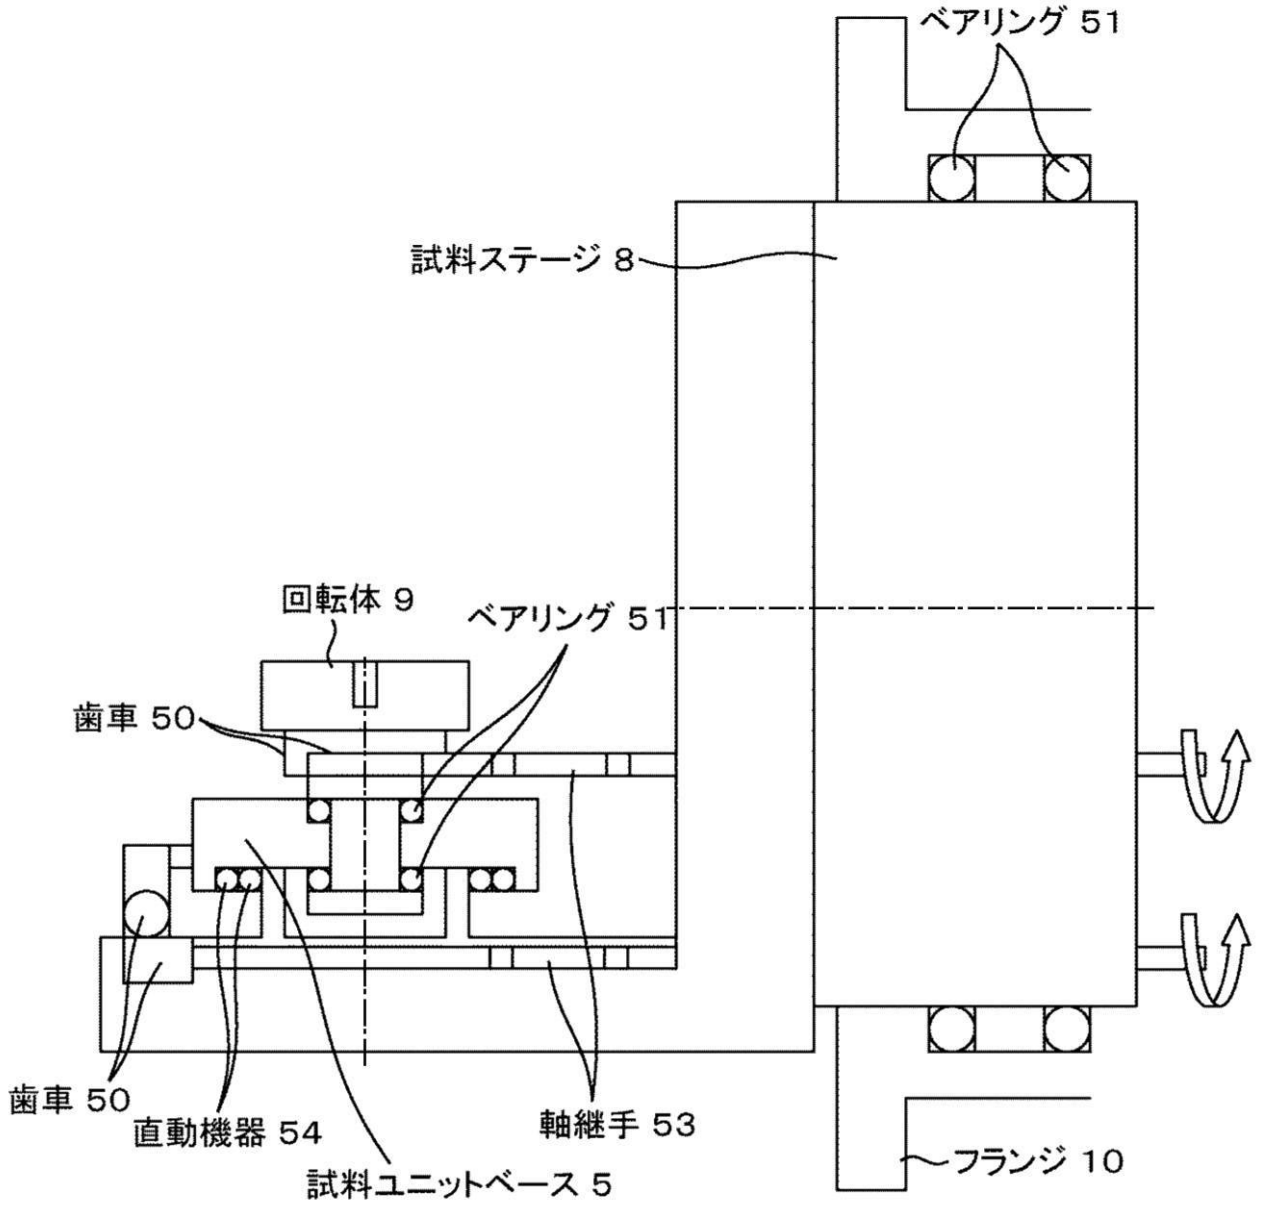 ベアリング 51
試料ステージ 8
回転体 9
ベアリング 51
歯車 50
歯車 50
直動機器 54
軸継手 53
試料ユニットベース 5
フランジ 10